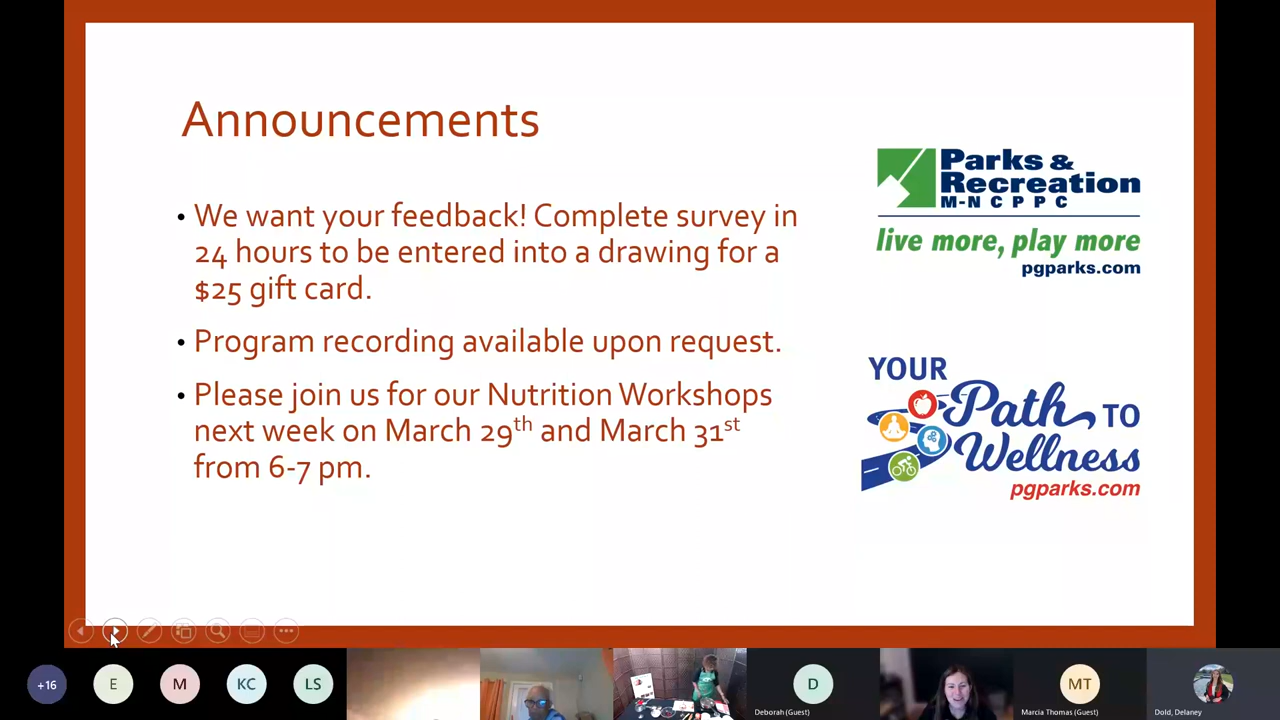 Announcements
• We want your feedback! Complete survey in
24 hours to be entered into a drawing for a
$25 gift card.
• Program recording available upon request.
• Please join us for our Nutrition Workshops
next week on March 29th and March 31st
from 6-7 pm.
Parks &
Recreation
M-NCPPC
live more, play more
pgparks.com
YOUR
Path TO
Wellness
pgparks.com
+16
E
M
KC
LS
D
MT
Deborah (Guest)
Marcia Thomas (Guest)
Dold, Delaney